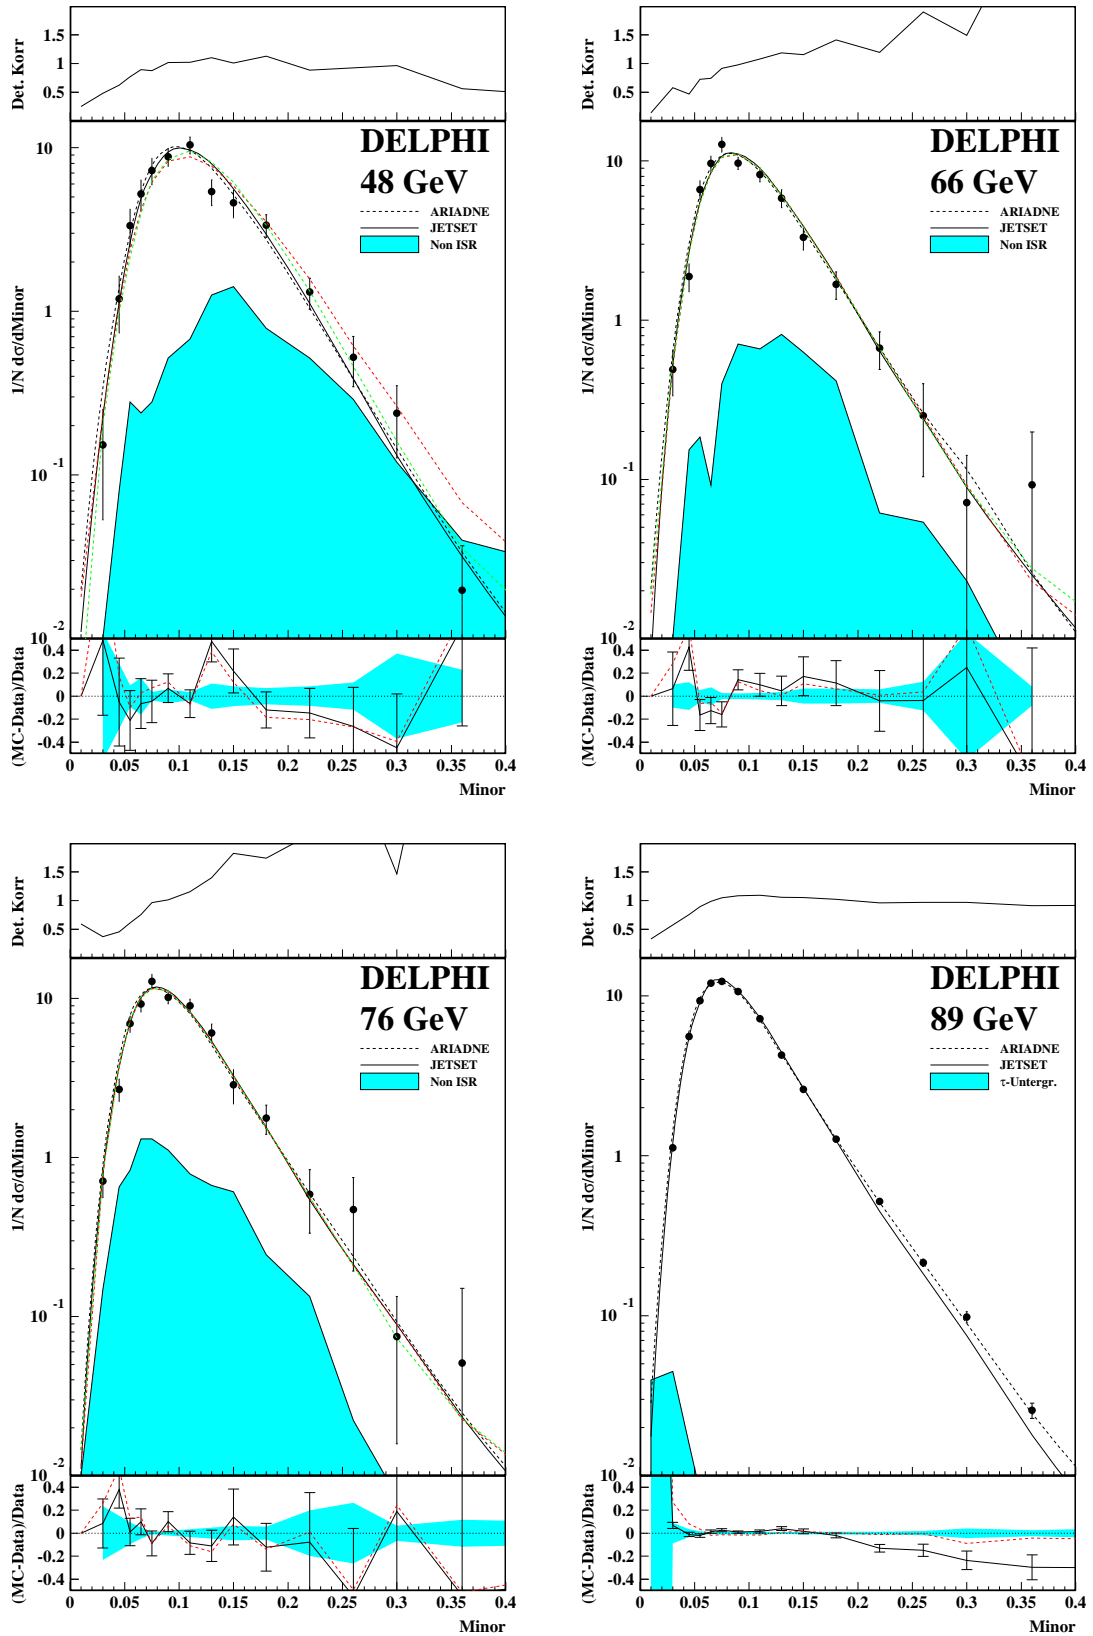 Det. Korr
1.5
1
0.5
DELPHI
48 GeV
ARIADNE
JETSET
Non ISR
1/N dσ/dMinor
10
1
10 -1
10 -2
(MC-Data)/Data
0.4
0.2
0
-0.2
-0.4
0 0.05 0.1 0.15 0.2 0.25 0.3 0.35 0.4
Minor
Det. Korr
1.5
1
0.5
DELPHI
66 GeV
ARIADNE
JETSET
Non ISR
1/N dσ/dMinor
10
1
10 -1
10 -2
(MC-Data)/Data
0.4
0.2
0
-0.2
-0.4
0 0.05 0.1 0.15 0.2 0.25 0.3 0.35 0.4
Minor
Det. Korr
1.5
1
0.5
DELPHI
76 GeV
ARIADNE
JETSET
Non ISR
1/N dσ/dMinor
10
1
10 -1
10 -2
(MC-Data)/Data
0.4
0.2
0
-0.2
-0.4
0 0.05 0.1 0.15 0.2 0.25 0.3 0.35 0.4
Minor
Det. Korr
1.5
1
0.5
DELPHI
89 GeV
ARIADNE
JETSET
τ-Untergr.
1/N dσ/dMinor
10
1
10 -1
10 -2
(MC-Data)/Data
0.4
0.2
0
-0.2
-0.4
0 0.05 0.1 0.15 0.2 0.25 0.3 0.35 0.4
Minor